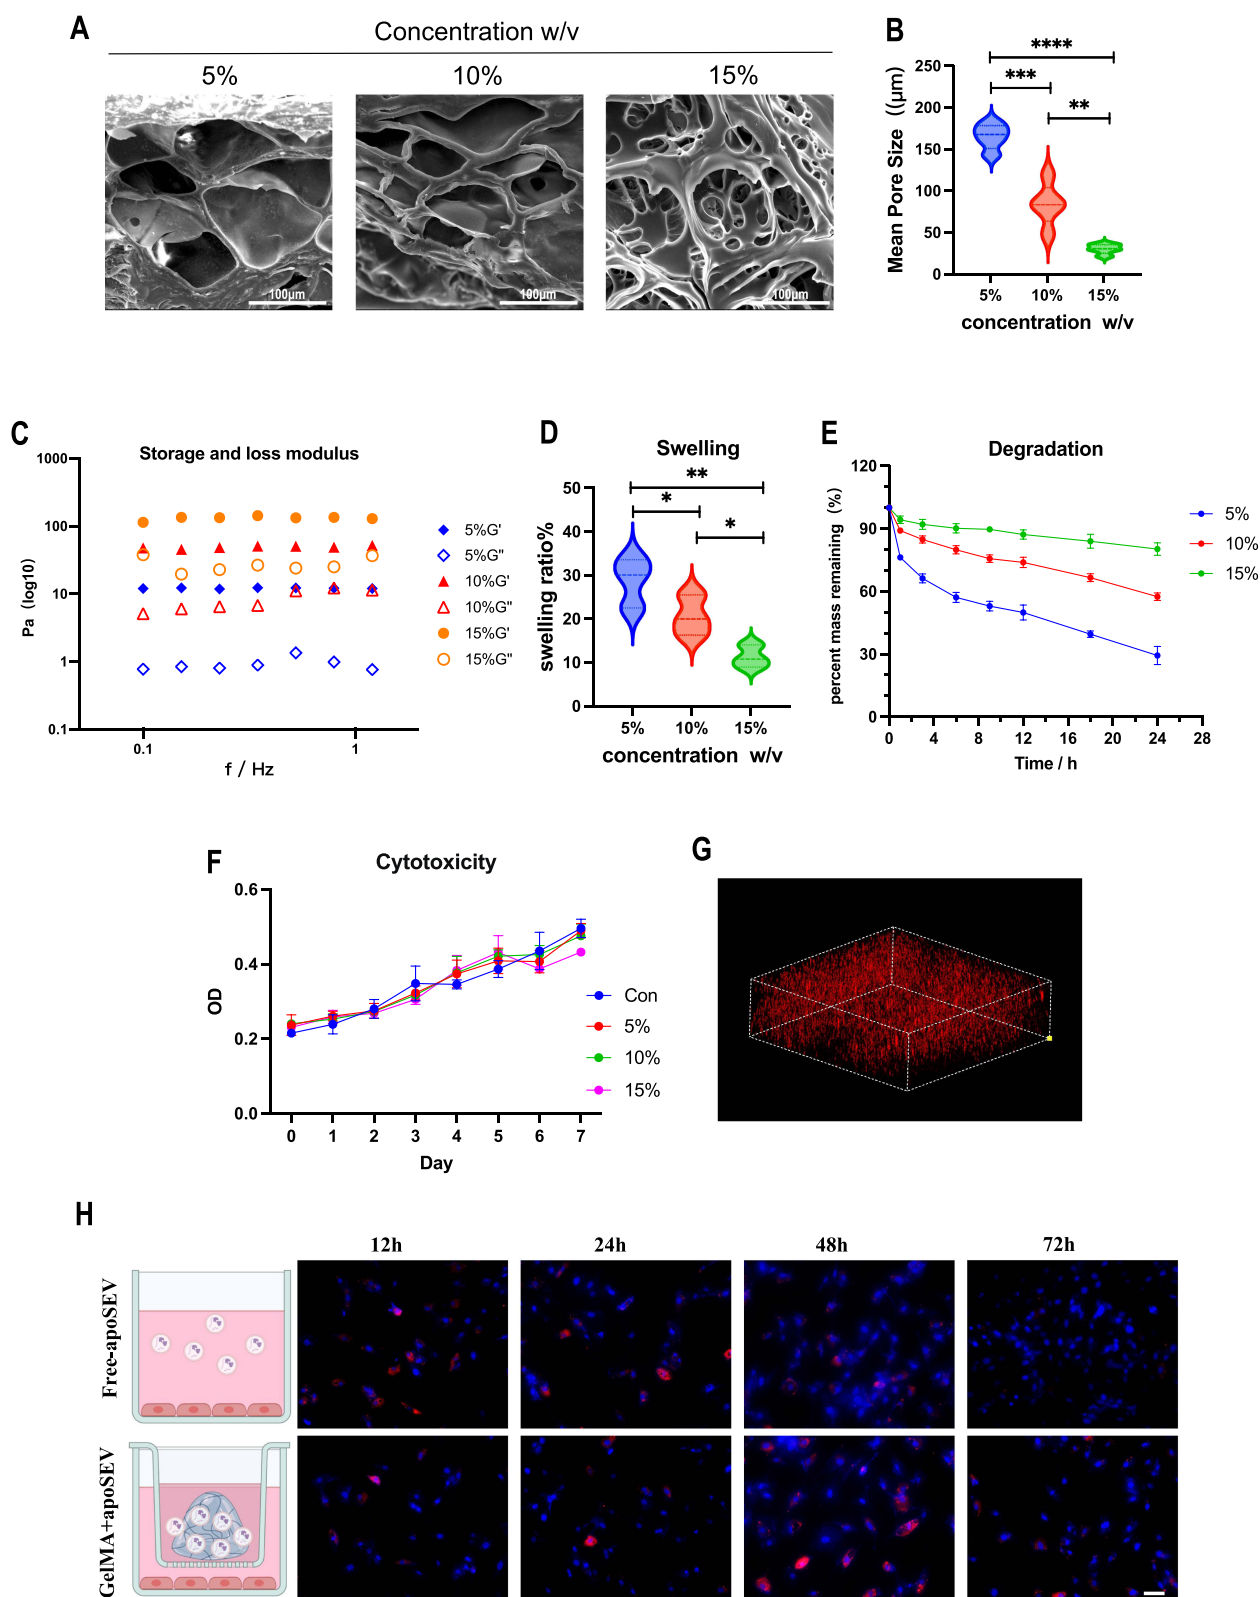 A
Concentration w/v
5%
10%
15%
100μm
100μm
100μm
B
****
***
**
Mean Pore Size ((μm)
250
200
150
100
50
0
5%
10%
15%
concentration w/v
C
Storage and loss modulus
Pa (log10)
1000
100
10
1
0.1
0.1
1
f / Hz
5%G'
5%G"
10%G'
10%G"
15%G'
15%G"
D
Swelling
**
*
*
swelling ratio%
50
40
30
20
10
0
5%
10%
15%
concentration w/v
E
Degradation
percent mass remaining (%)
120
90
60
30
0
0
4
8
12
16
20
24
28
Time / h
5%
10%
15%
F
Cytotoxicity
OD
0.6
0.4
0.2
0.0
0
1
2
3
4
5
6
7
Day
Con
5%
10%
15%
G
H
12h
24h
48h
72h
Free-apoSEV
GelMA+apoSEV